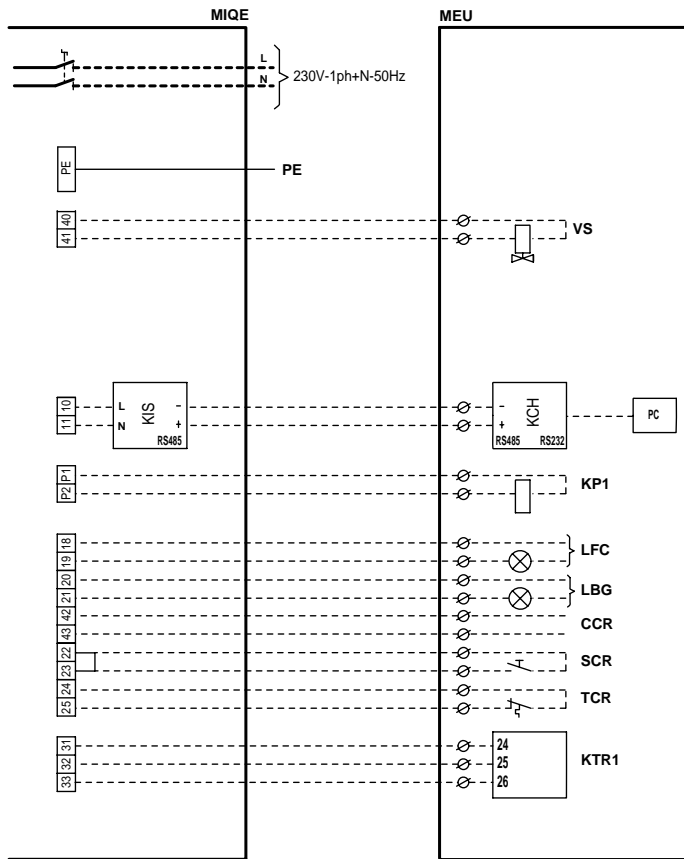 MIQE MEU
L
N 230V-1ph+N-50Hz
PE PE
40
41 VS
10 L KIS - - KCH PC
11 N + +
RS485 RS485 RS232
P1
P2 KP1
18
19 LFC
20
21 LBG
42 CCR
43
22
23 SCR
24
25 TCR
31 24
32 25 KTR1
33 26